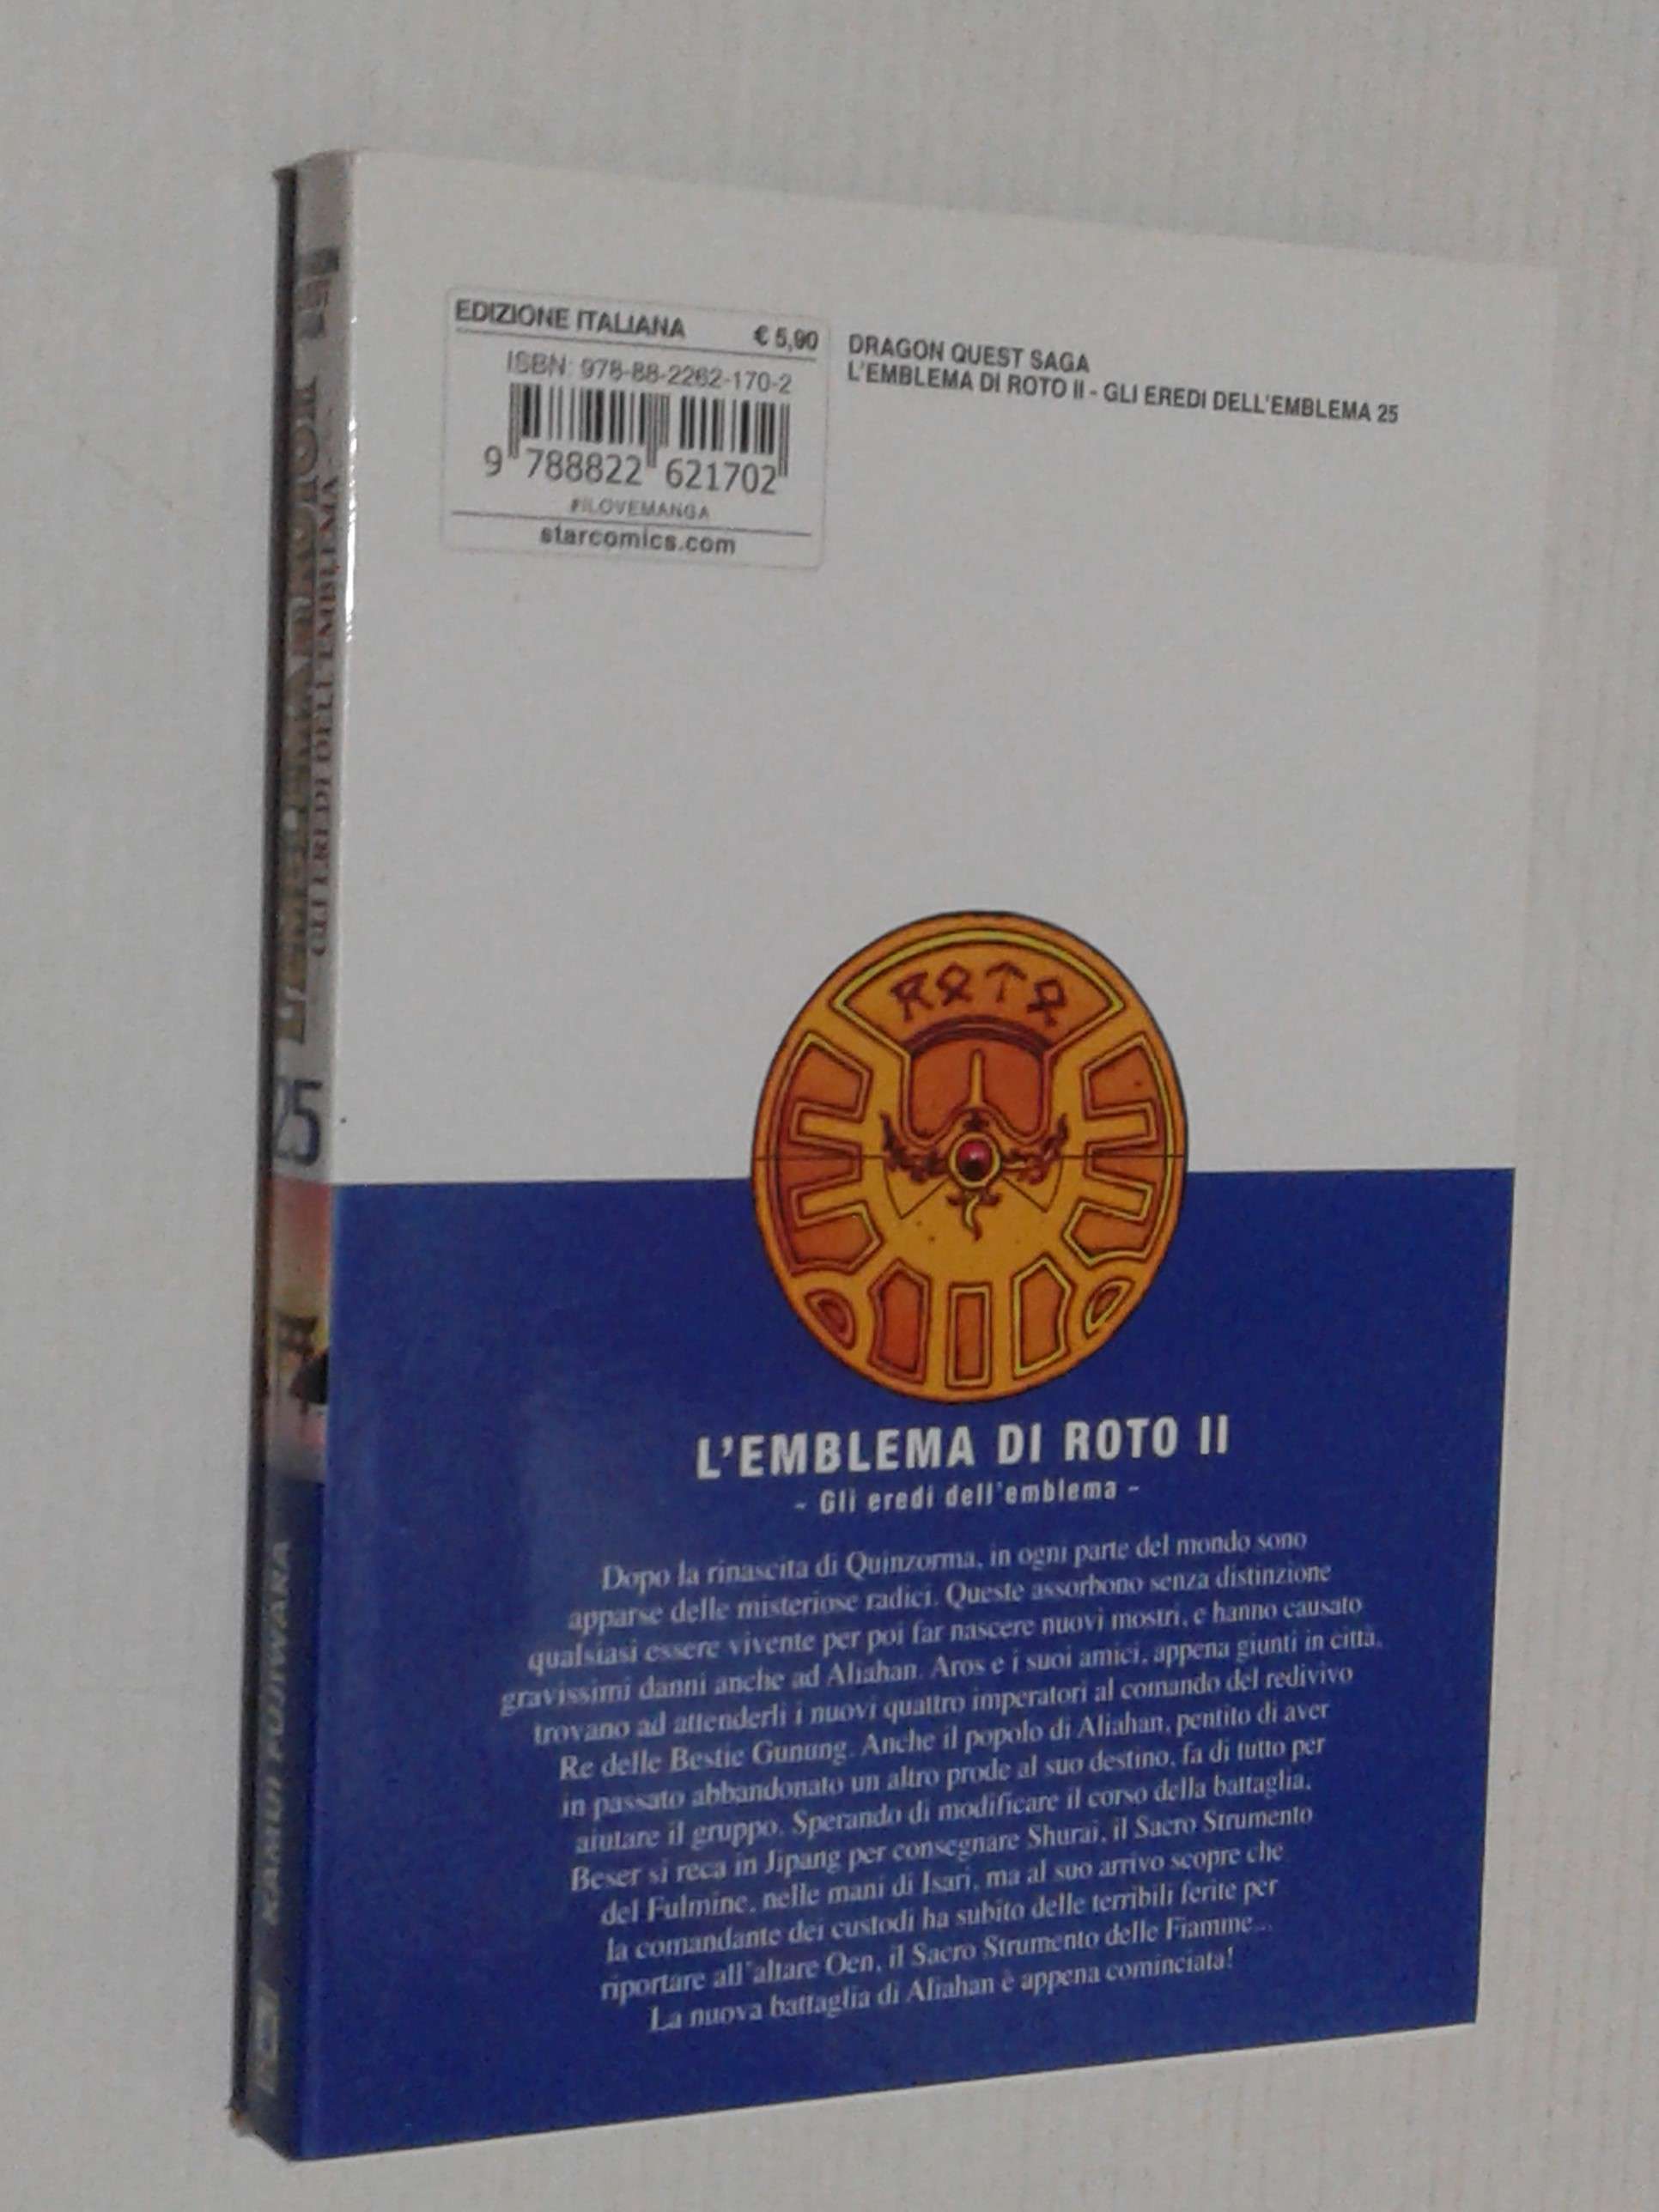 EDIZIONE ITALIANA € 5,90
ISBN: 978-88-2262-170-2
9 788822 621702
#ILOVEMANGA
starcomics.com
DRAGON QUEST SAGA
L'EMBLEMA DI ROTO II - GLI EREDI DELL'EMBLEMA 25
L'EMBLEMA DI ROTO II
GLI EREDI DELL'EMBLEMA
25
KAMUI FUJIWARA
ROTO
L'EMBLEMA DI ROTO II
- Gli eredi dell'emblema -
Dopo la rinascita di Quinzorma, in ogni parte del mondo sono
apparse delle misteriose radici. Queste assorbono senza distinzione
qualsiasi essere vivente per poi far nascere nuovi mostri, e hanno causato
gravissimi danni anche ad Aliahan. Aros e i suoi amici, appena giunti in città,
trovano ad attenderli i nuovi quattro imperatori al comando del redivivo
Re delle Bestie Gunung. Anche il popolo di Aliahan, pentito di aver
in passato abbandonato un altro prode al suo destino, fa di tutto per
aiutare il gruppo. Sperando di modificare il corso della battaglia,
Beser si reca in Jipang per consegnare Shurai, il Sacro Strumento
del Fulmine, nelle mani di Isari, ma al suo arrivo scopre che
la comandante dei custodi ha subito delle terribili ferite per
riportare all'altare Oen, il Sacro Strumento delle Fiamme...
La nuova battaglia di Aliahan è appena cominciata!